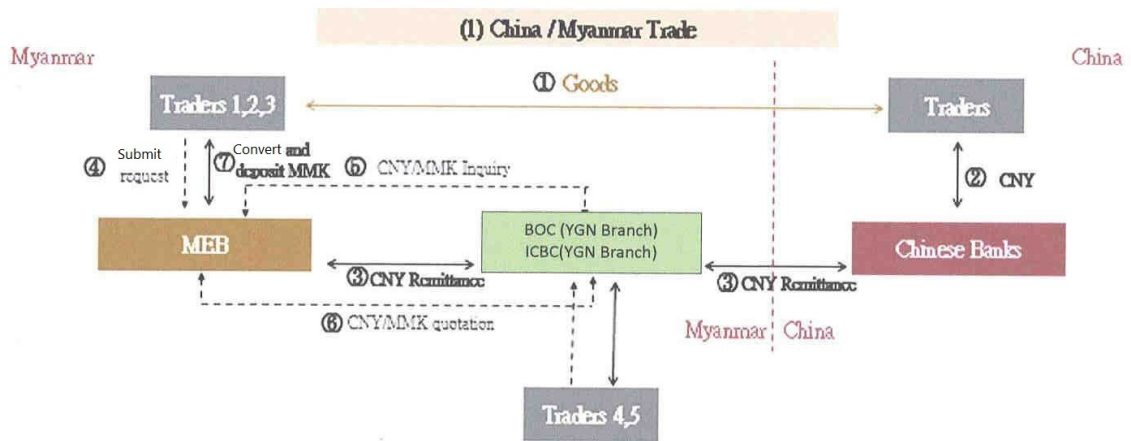 (1) China / Myanmar Trade
Myanmar
China
① Goods
Traders 1,2,3
Traders
④ Submit
request
⑦ Convert and
deposit MMK
⑤ CNY/MMK Inquiry
② CNY
MEB
BOC (YGN Branch)
ICBC(YGN Branch)
Chinese Banks
③ CNY Remittance
③ CNY Remittance
⑥ CNY/MMK quotation
Myanmar
China
Traders 4,5